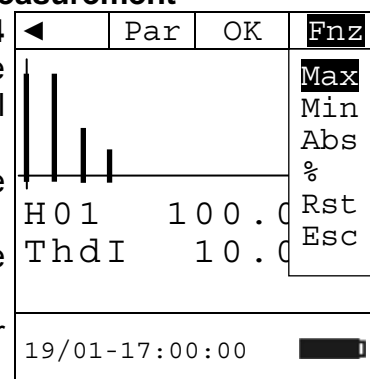 asurement
◄ Par OK Fnz
Max
Min
Abs
%
Rst
Esc
H01 100.0
ThdI 10.0
19/01-17:00:00